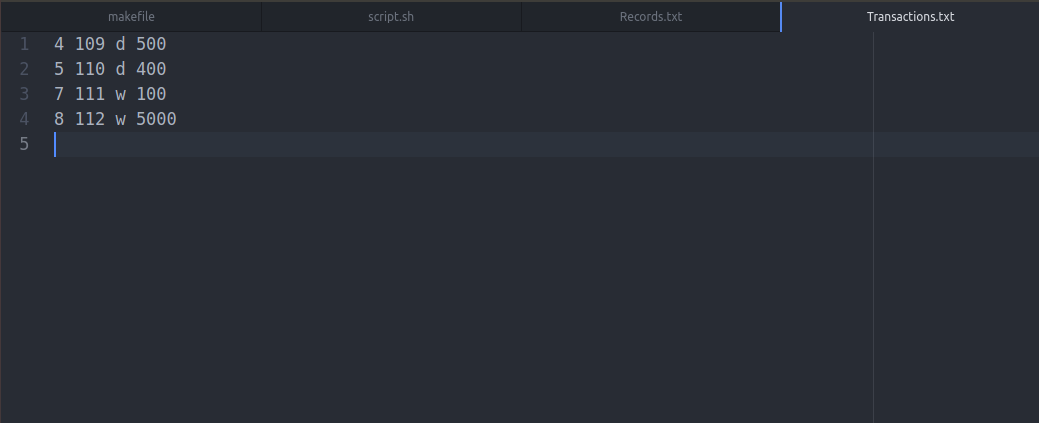 makefile script.sh Records.txt Transactions.txt
1 4 109 d 500
2 5 110 d 400
3 7 111 w 100
4 8 112 w 5000
5